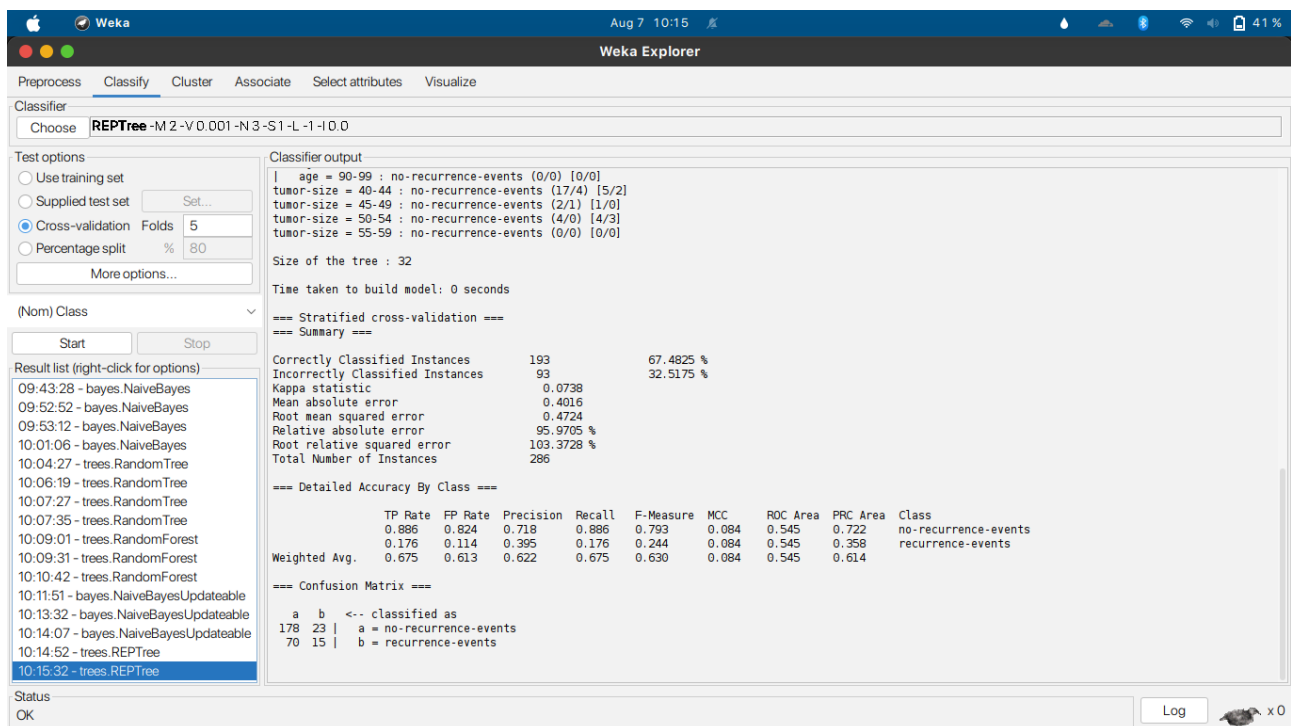 Weka Aug 7 10:15 41 %
Weka Explorer
Preprocess Classify Cluster Associate Select attributes Visualize
Classifier
Choose REPTree -M 2 -V 0.001 -N 3 -S 1 -L -1 -I 0.0
Test options
Use training set
Supplied test set Set...
Cross-validation Folds 5
Percentage split % 80
More options...
(Nom) Class
Start Stop
Result list (right-click for options)
09:43:28 - bayes.NaiveBayes
09:52:52 - bayes.NaiveBayes
09:53:12 - bayes.NaiveBayes
10:01:06 - bayes.NaiveBayes
10:04:27 - trees.RandomTree
10:06:19 - trees.RandomTree
10:07:27 - trees.RandomTree
10:07:35 - trees.RandomTree
10:09:01 - trees.RandomForest
10:09:31 - trees.RandomForest
10:10:42 - trees.RandomForest
10:11:51 - bayes.NaiveBayesUpdateable
10:13:32 - bayes.NaiveBayesUpdateable
10:14:07 - bayes.NaiveBayesUpdateable
10:14:52 - trees.REPTree
10:15:32 - trees.REPTree
Classifier output
| age = 90-99 : no-recurrence-events (0/0) [0/0]
tumor-size = 40-44 : no-recurrence-events (17/4) [5/2]
tumor-size = 45-49 : no-recurrence-events (2/1) [1/0]
tumor-size = 50-54 : no-recurrence-events (4/0) [4/3]
tumor-size = 55-59 : no-recurrence-events (0/0) [0/0]
Size of the tree : 32
Time taken to build model: 0 seconds
=== Stratified cross-validation ===
=== Summary ===
Correctly Classified Instances 193 67.4825 %
Incorrectly Classified Instances 93 32.5175 %
Kappa statistic 0.0738
Mean absolute error 0.4016
Root mean squared error 0.4724
Relative absolute error 95.9705 %
Root relative squared error 103.3728 %
Total Number of Instances 286
=== Detailed Accuracy By Class ===
TP Rate FP Rate Precision Recall F-Measure MCC ROC Area PRC Area Class
0.886 0.824 0.718 0.886 0.793 0.084 0.545 0.722 no-recurrence-events
0.176 0.114 0.395 0.176 0.244 0.084 0.545 0.358 recurrence-events
Weighted Avg. 0.675 0.613 0.622 0.675 0.630 0.084 0.545 0.614
=== Confusion Matrix ===
a b <-- classified as
178 23 | a = no-recurrence-events
70 15 | b = recurrence-events
Status
OK
Log x 0